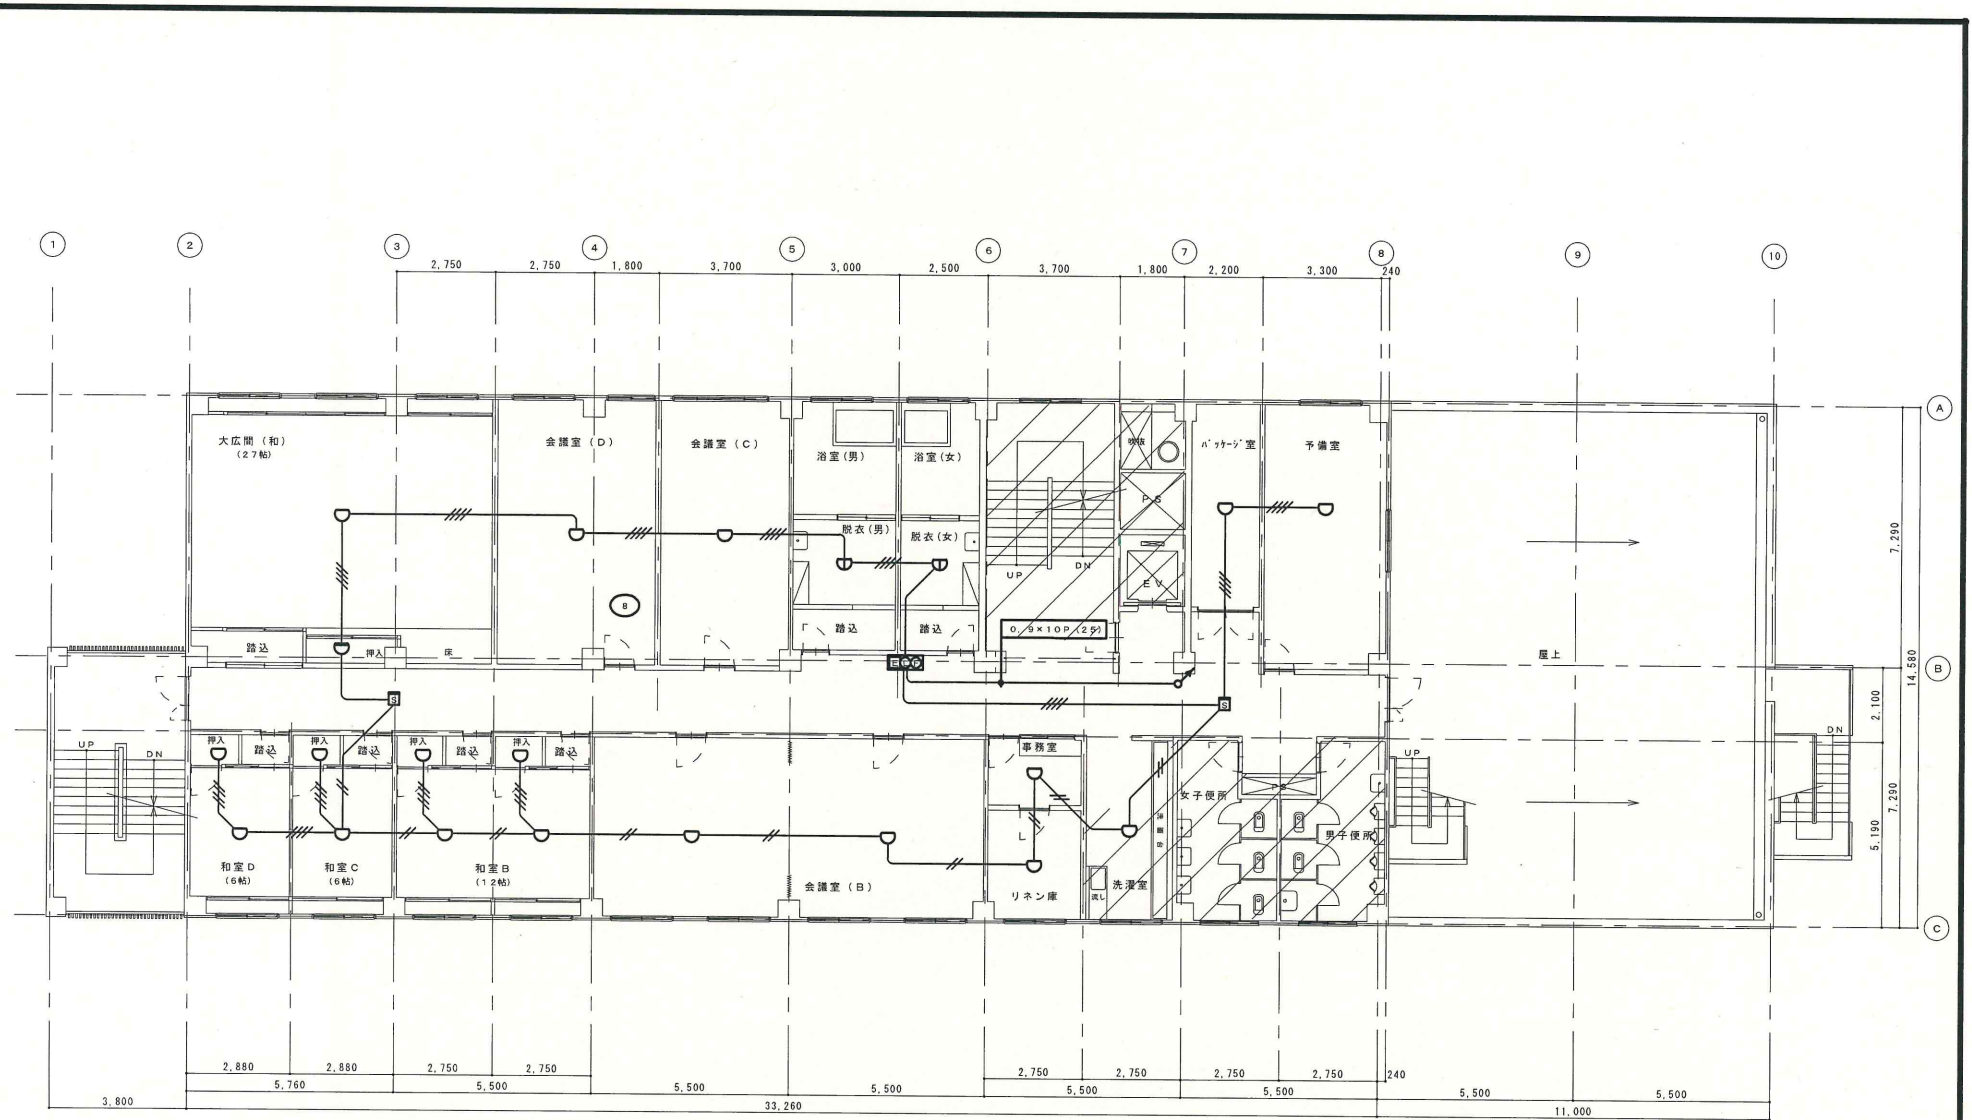 1 2 3 4 5 6 7 8 9 10
2,750 2,750 1,800 3,700 3,000 2,500 3,700 1,800 2,200 3,300 240
A
大広間(和)
(27帖)
会議室(D)
会議室(C)
浴室(男)
浴室(女)
吹抜
パッケージ室
予備室
PS
脱衣(男)
脱衣(女)
7,290
UP
DN
EV
8
0.9×10P(25)
踏込
踏込
踏込
押入
床
屋上
B
14,580
S
S
2,100
UP
DN
押入
踏込
押入
踏込
押入
踏込
押入
踏込
事務室
UP
DN
PS
女子便所
男子便所
7,290
5,190
和室D
(6帖)
和室C
(6帖)
和室B
(12帖)
会議室(B)
リネン庫
流し
洗濯室
C
2,880 2,880 2,750 2,750 2,750 2,750 2,750 2,750 240
5,760 5,500 5,500 5,500 5,500 5,500 5,500 5,500
3,800 33,260 11,000